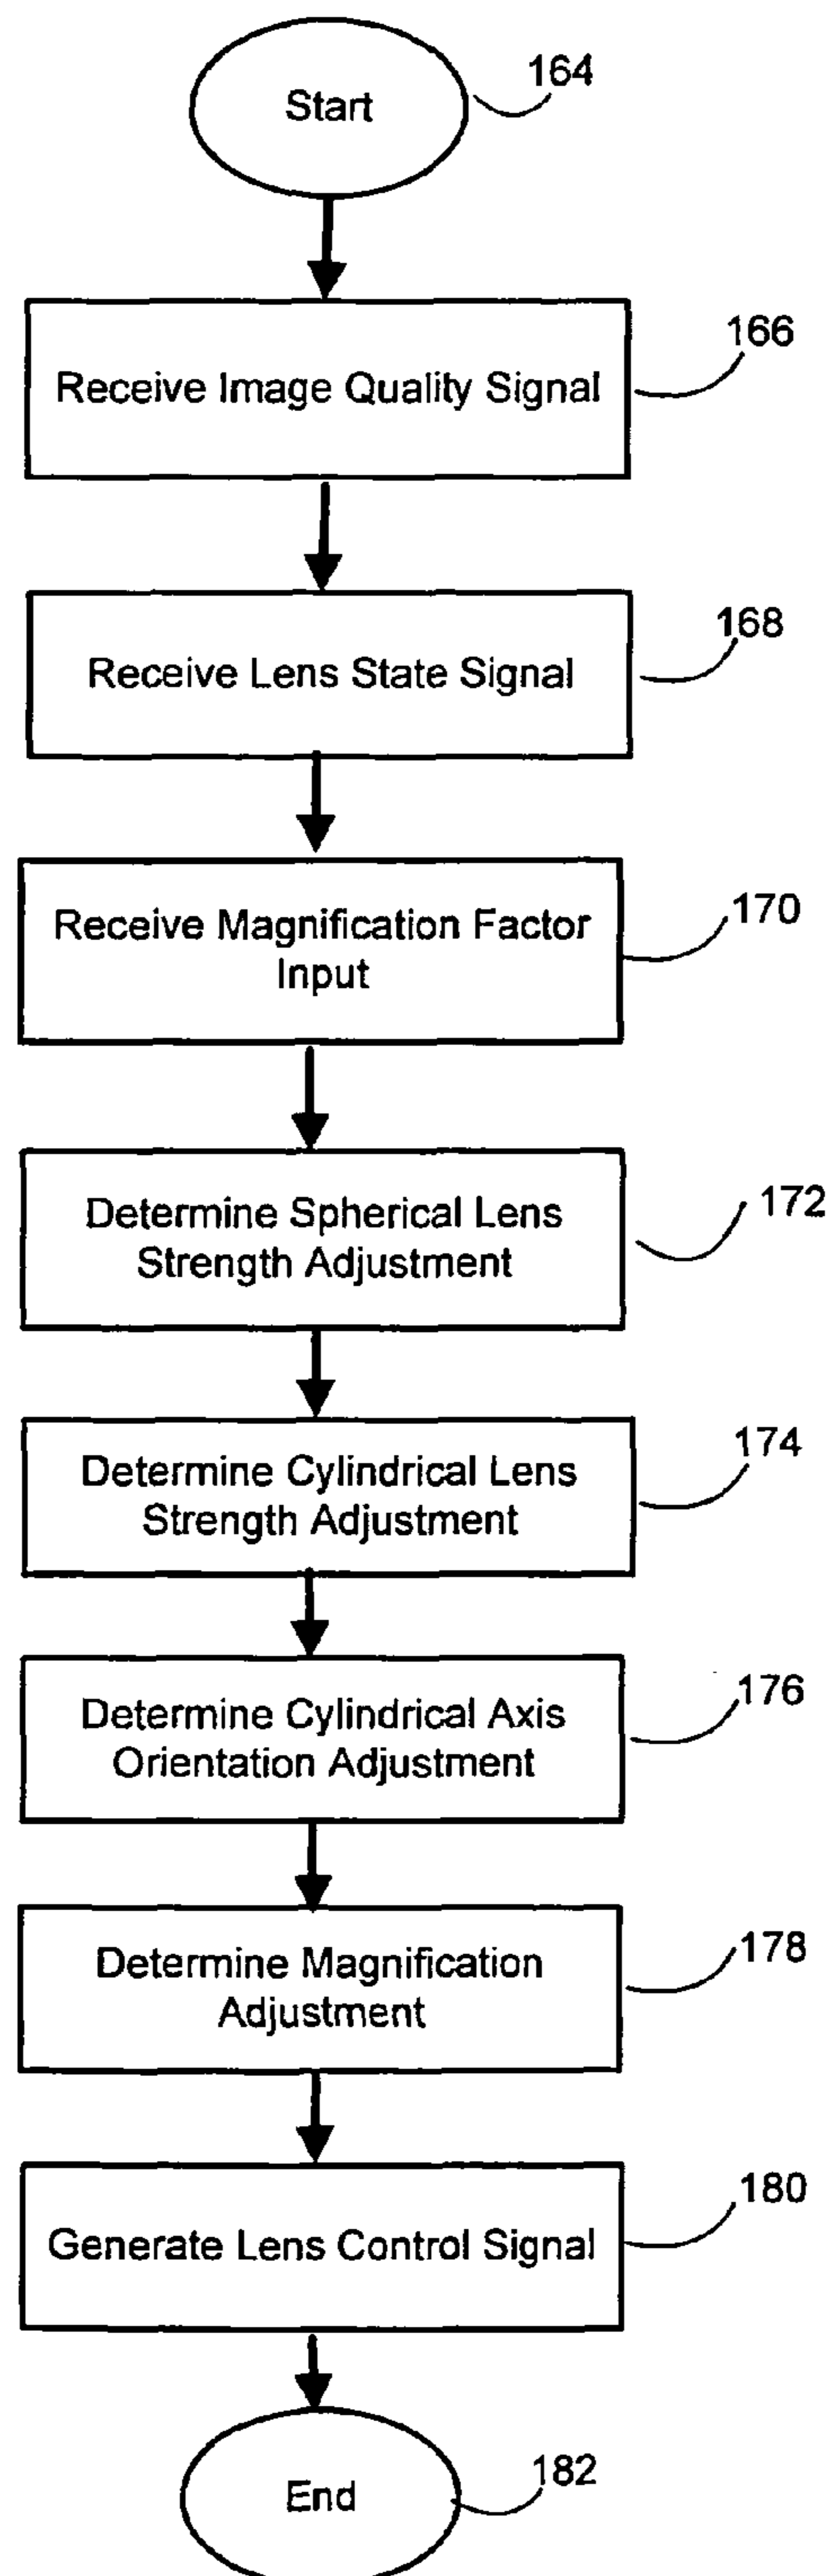 Start
164
Receive Image Quality Signal
166
Receive Lens State Signal
168
Receive Magnification Factor
Input
170
Determine Spherical Lens
Strength Adjustment
172
Determine Cylindrical Lens
Strength Adjustment
174
Determine Cylindrical Axis
Orientation Adjustment
176
Determine Magnification
Adjustment
178
Generate Lens Control Signal
180
End
182